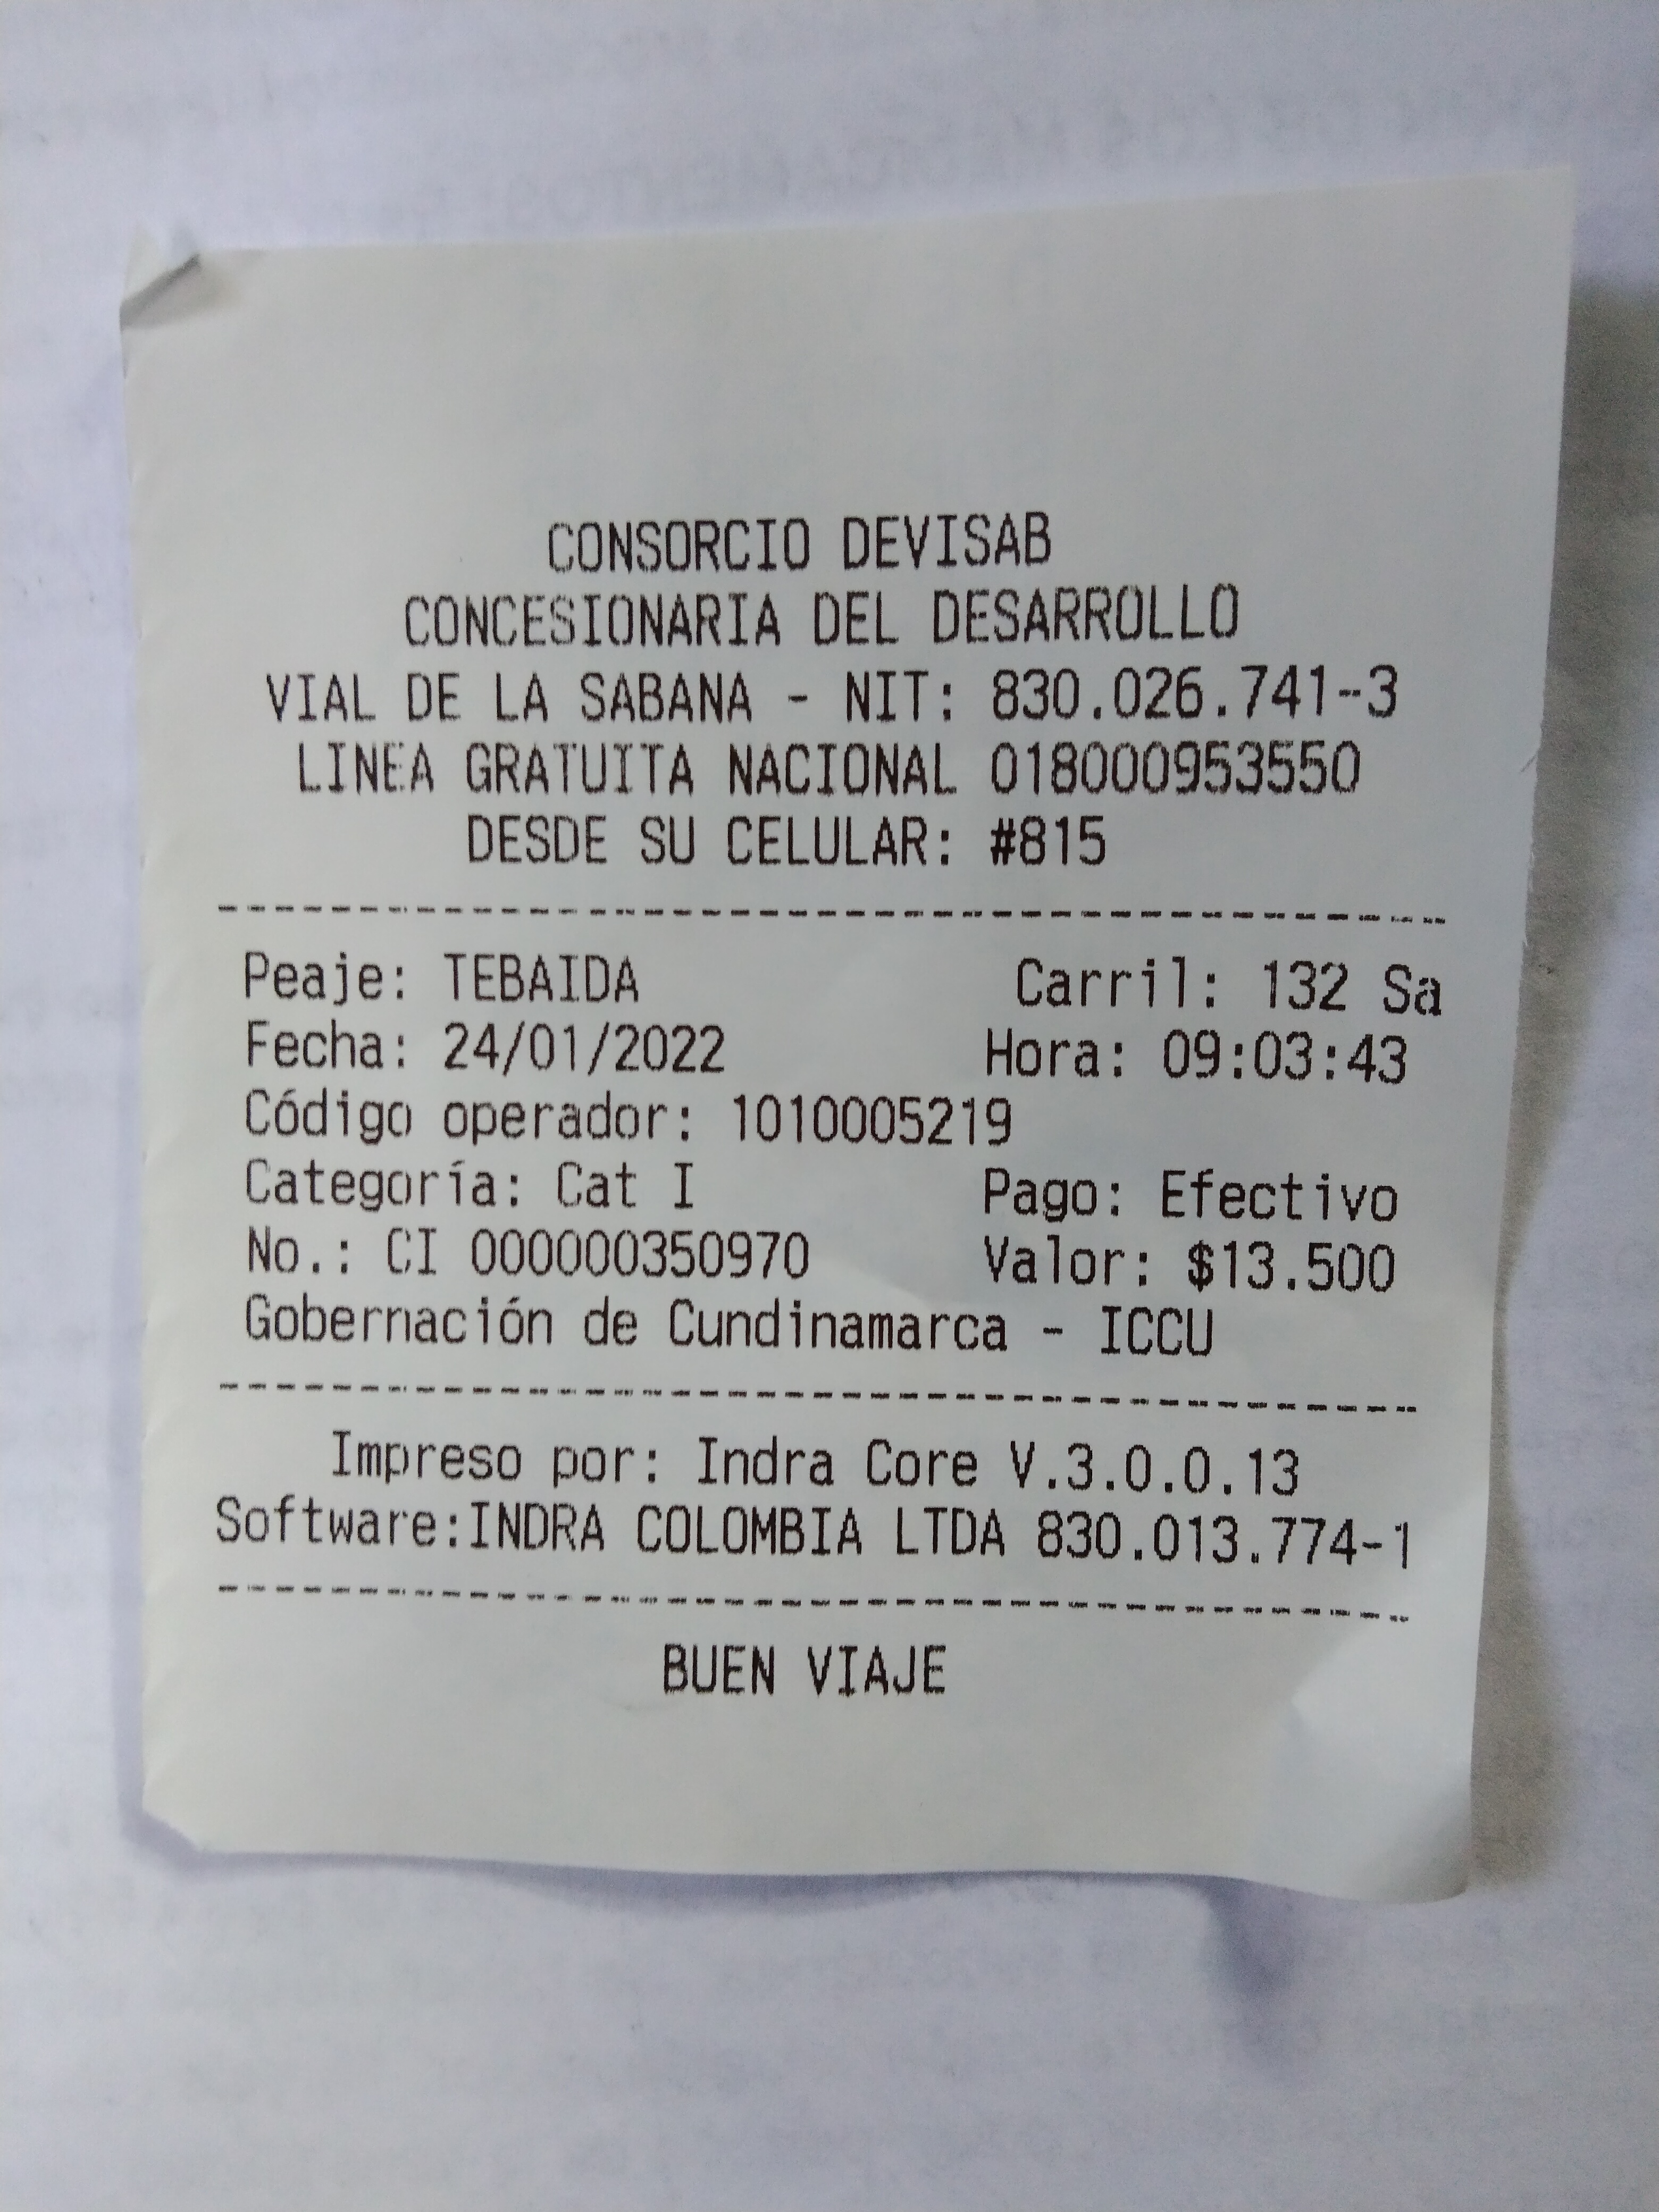 CONSORCIO DEVISAB
CONCESIONARIA DEL DESARROLLO
VIAL DE LA SABANA - NIT: 830.026.741-3
LINEA GRATUITA NACIONAL 018000953550
DESDE SU CELULAR: #815
Peaje: TEBAIDA Carril: 132 Sa
Fecha: 24/01/2022 Hora: 09:03:43
Código operador: 1010005219
Categoría: Cat I Pago: Efectivo
No.: CI 000000350970 Valor: $13.500
Gobernación de Cundinamarca - ICCU
Impreso por: Indra Core V.3.0.0.13
Software:INDRA COLOMBIA LTDA 830.013.774-1
BUEN VIAJE